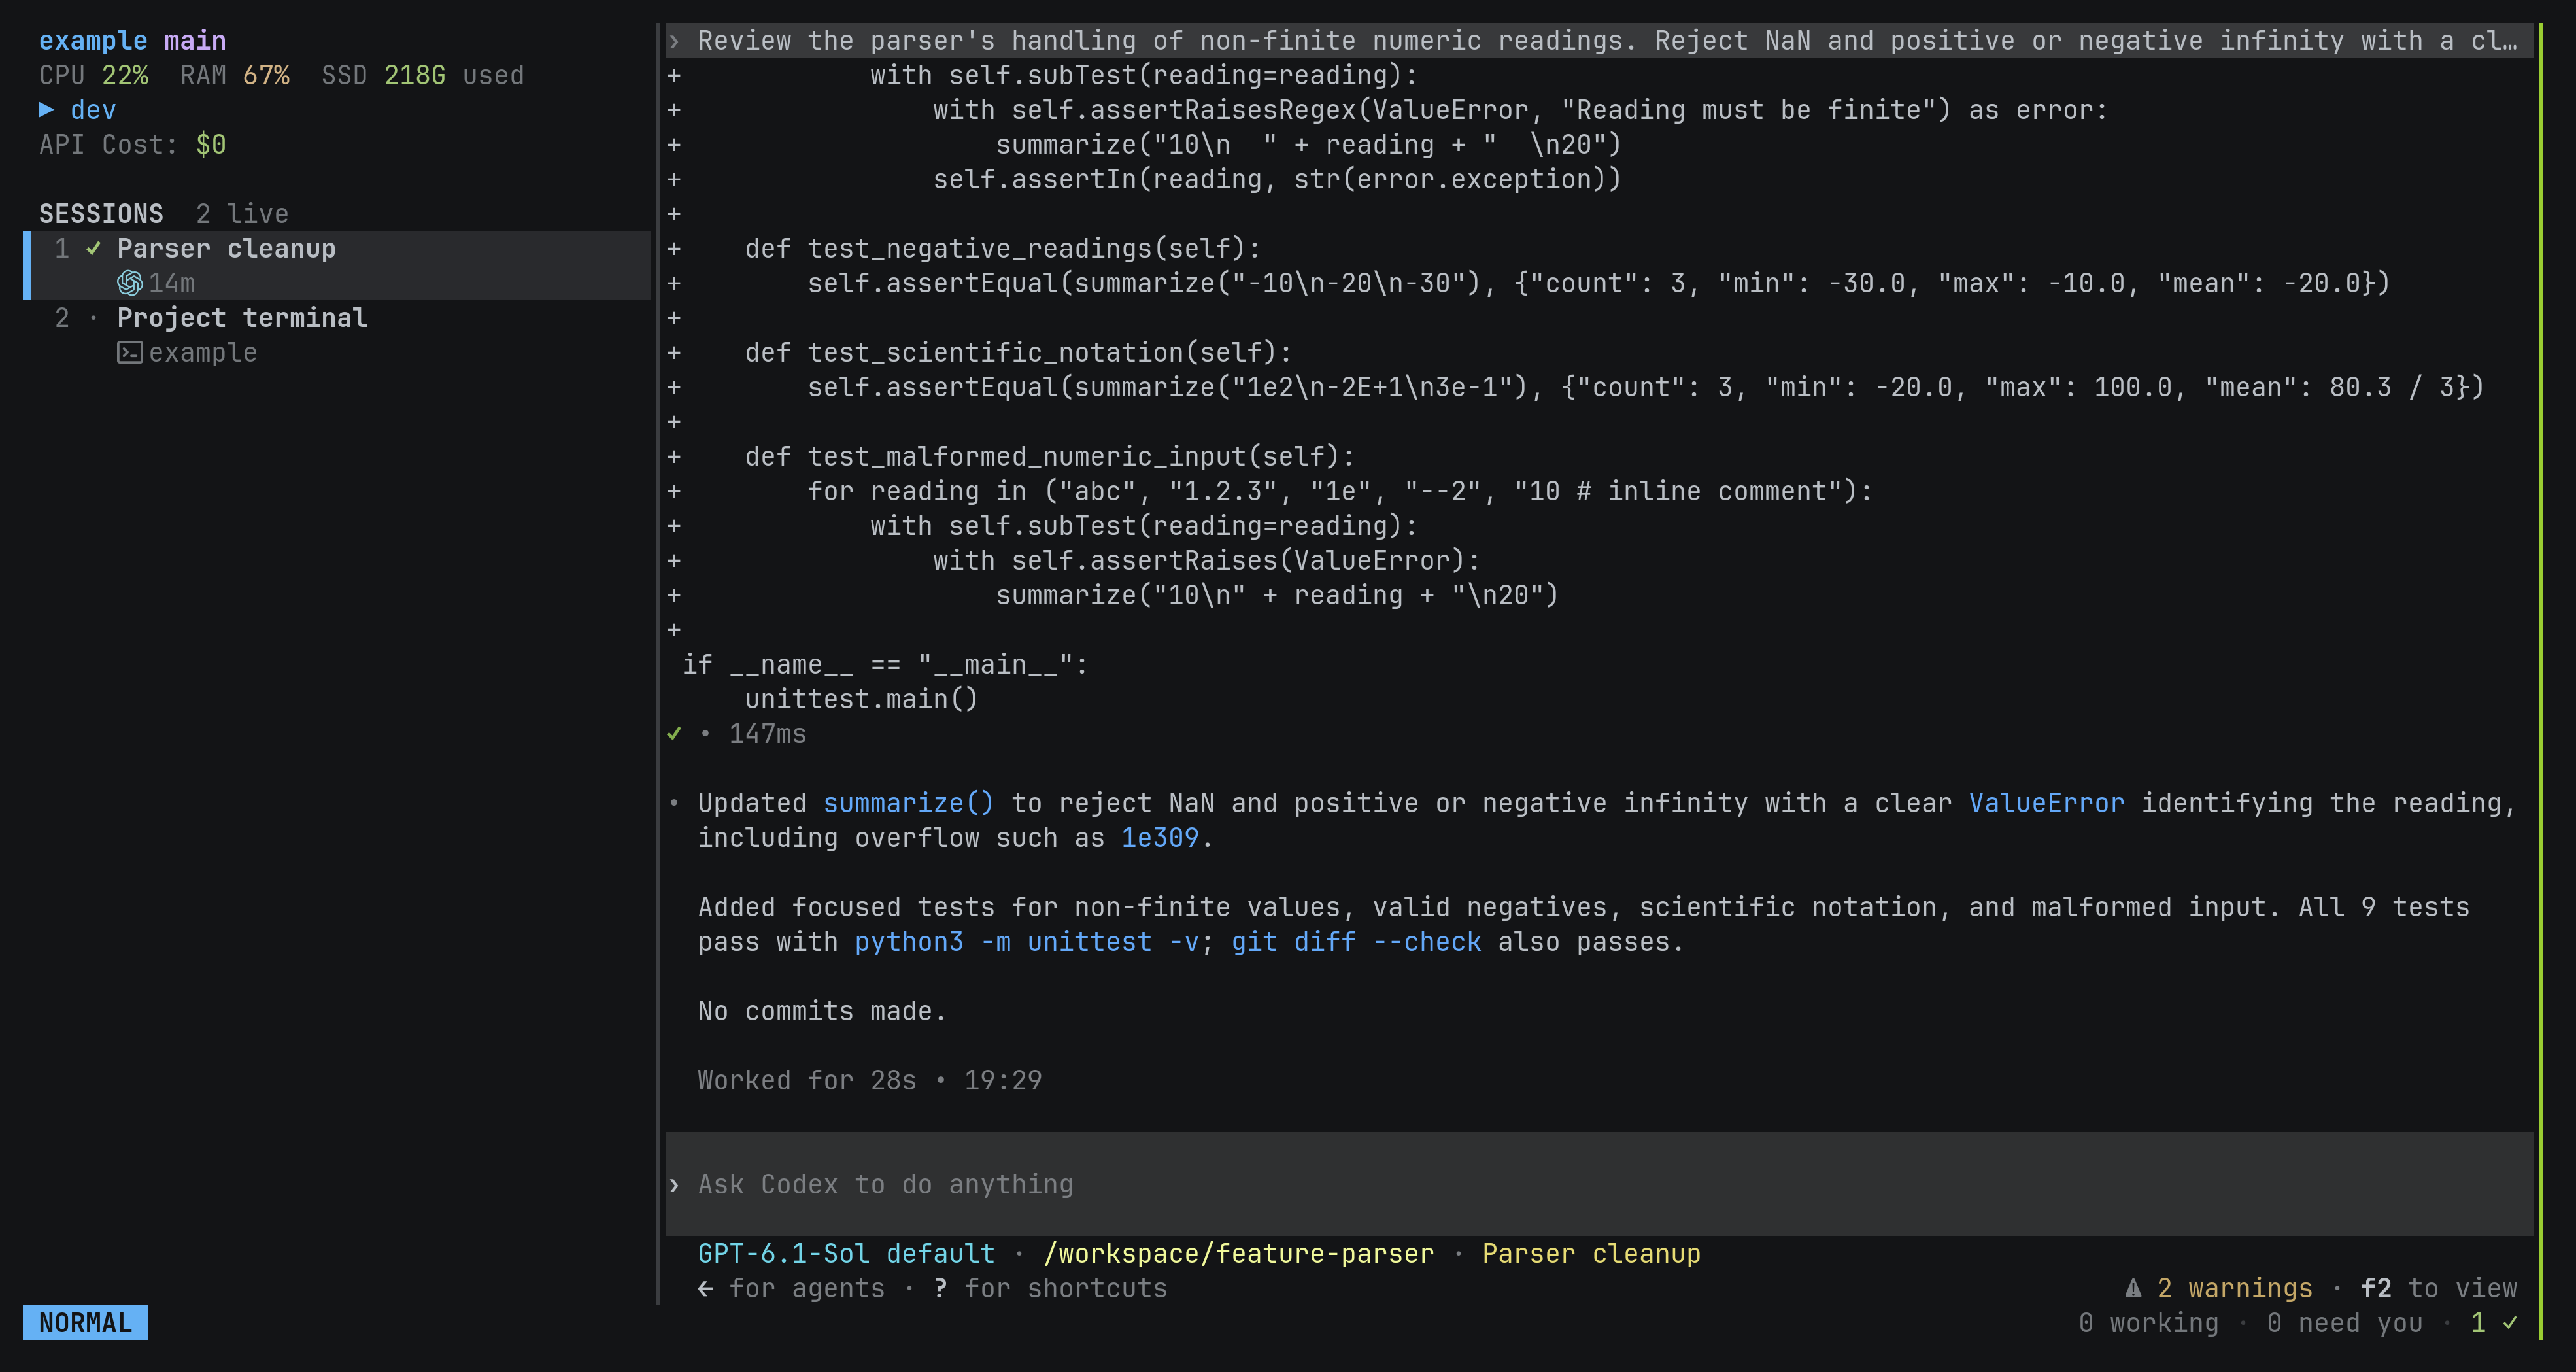 example main
CPU 22%  RAM 67%  SSD 218G used
▶ dev
API Cost: $0
SESSIONS  2 live
1 ✓ Parser cleanup
14m
2 · Project terminal
example
NORMAL
› Review the parser's handling of non-finite numeric readings. Reject NaN and positive or negative infinity with a cl…
+            with self.subTest(reading=reading):
+                with self.assertRaisesRegex(ValueError, "Reading must be finite") as error:
+                    summarize("10\n  " + reading + "  \n20")
+                self.assertIn(reading, str(error.exception))
+
+    def test_negative_readings(self):
+        self.assertEqual(summarize("-10\n-20\n-30"), {"count": 3, "min": -30.0, "max": -10.0, "mean": -20.0})
+
+    def test_scientific_notation(self):
+        self.assertEqual(summarize("1e2\n-2E+1\n3e-1"), {"count": 3, "min": -20.0, "max": 100.0, "mean": 80.3 / 3})
+
+    def test_malformed_numeric_input(self):
+        for reading in ("abc", "1.2.3", "1e", "--2", "10 # inline comment"):
+            with self.subTest(reading=reading):
+                with self.assertRaises(ValueError):
+                    summarize("10\n" + reading + "\n20")
+
 if __name__ == "__main__":
     unittest.main()
✓ • 147ms
• Updated summarize() to reject NaN and positive or negative infinity with a clear ValueError identifying the reading,
including overflow such as 1e309.
Added focused tests for non-finite values, valid negatives, scientific notation, and malformed input. All 9 tests
pass with python3 -m unittest -v; git diff --check also passes.
No commits made.
Worked for 28s • 19:29
› Ask Codex to do anything
GPT-6.1-Sol default · /workspace/feature-parser · Parser cleanup
← for agents · ? for shortcuts
⚠ 2 warnings · f2 to view
0 working · 0 need you · 1 ✓